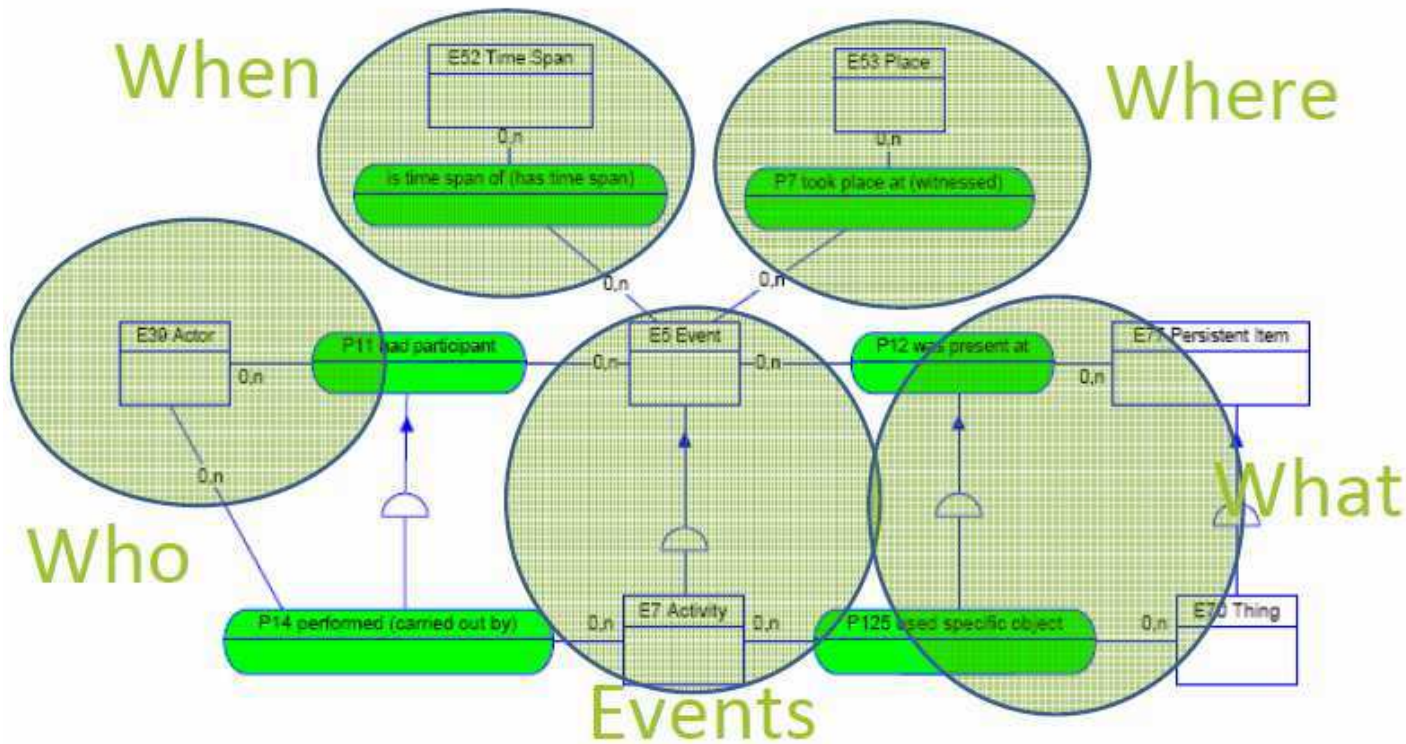 When
E52 Time Span
E53 Place
Where
0,n
0,n
is time span of (has time span)
P7 took place at (witnessed)
0,n
0,n
E39 Actor
P11 had participant
E5 Event
P12 was present at
E77 Persistent Item
0,n
0,n
0,n
0,n
0,n
What
Who
P14 performed (carried out by)
0,n
E7 Activity
0,n
P125 used specific object
0,n
E70 Thing
Events